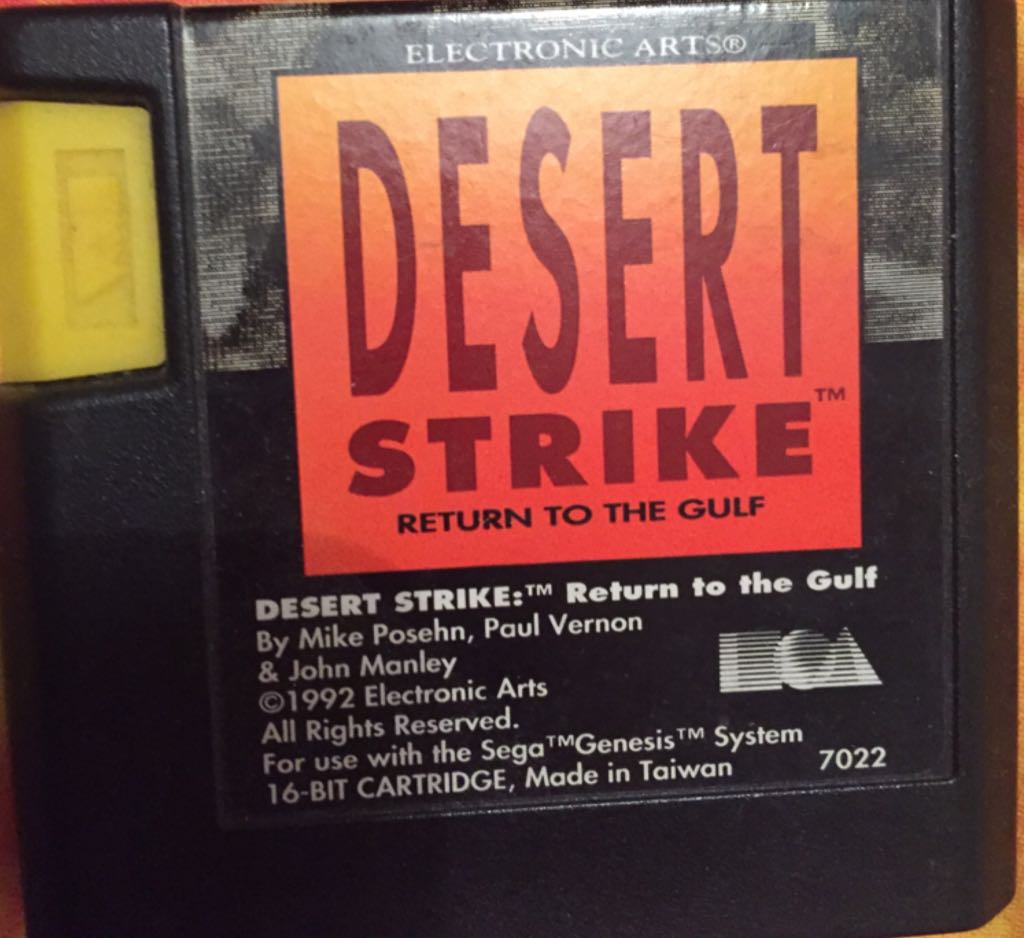 ELECTRONIC ARTS®
DESERT
STRIKE™
RETURN TO THE GULF
DESERT STRIKE:™ Return to the Gulf
By Mike Posehn, Paul Vernon
& John Manley
©1992 Electronic Arts
All Rights Reserved.
For use with the Sega™Genesis™ System
16-BIT CARTRIDGE, Made in Taiwan
7022
EOA